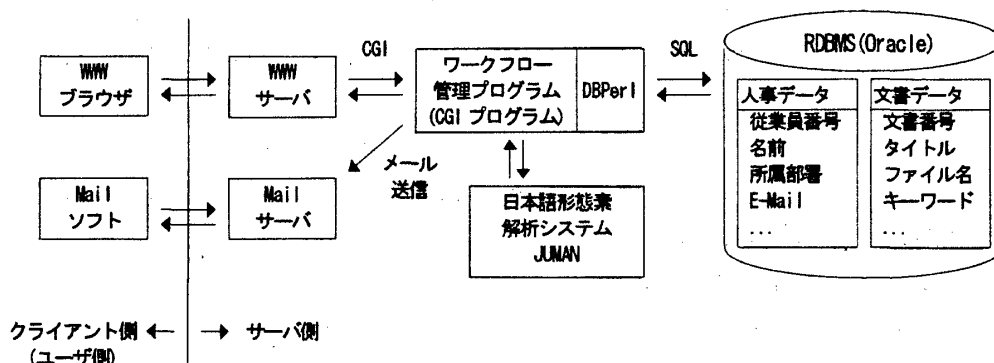 WWW
ブラウザ
WWW
サーバ
CGI
ワークフロー
管理プログラム
(CGI プログラム)
DBPerl
SQL
RDBMS(Oracle)
人事データ
従業員番号
名前
所属部署
E-Mail
...
文書データ
文書番号
タイトル
ファイル名
キーワード
...
メール
送信
Mail
ソフト
Mail
サーバ
日本語形態素
解析システム
JUMAN
クライアント側
(ユーザ側)
サーバ側